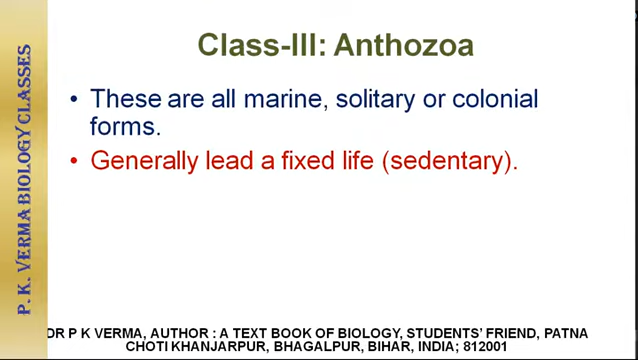 Class-III: Anthozoa
• These are all marine, solitary or colonial
forms.
• Generally lead a fixed life (sedentary).
P. K. VERMA BIOLOGY CLASSES
DR P K VERMA, AUTHOR : A TEXT BOOK OF BIOLOGY, STUDENTS' FRIEND, PATNA
CHOTI KHANJARPUR, BHAGALPUR, BIHAR, INDIA; 812001